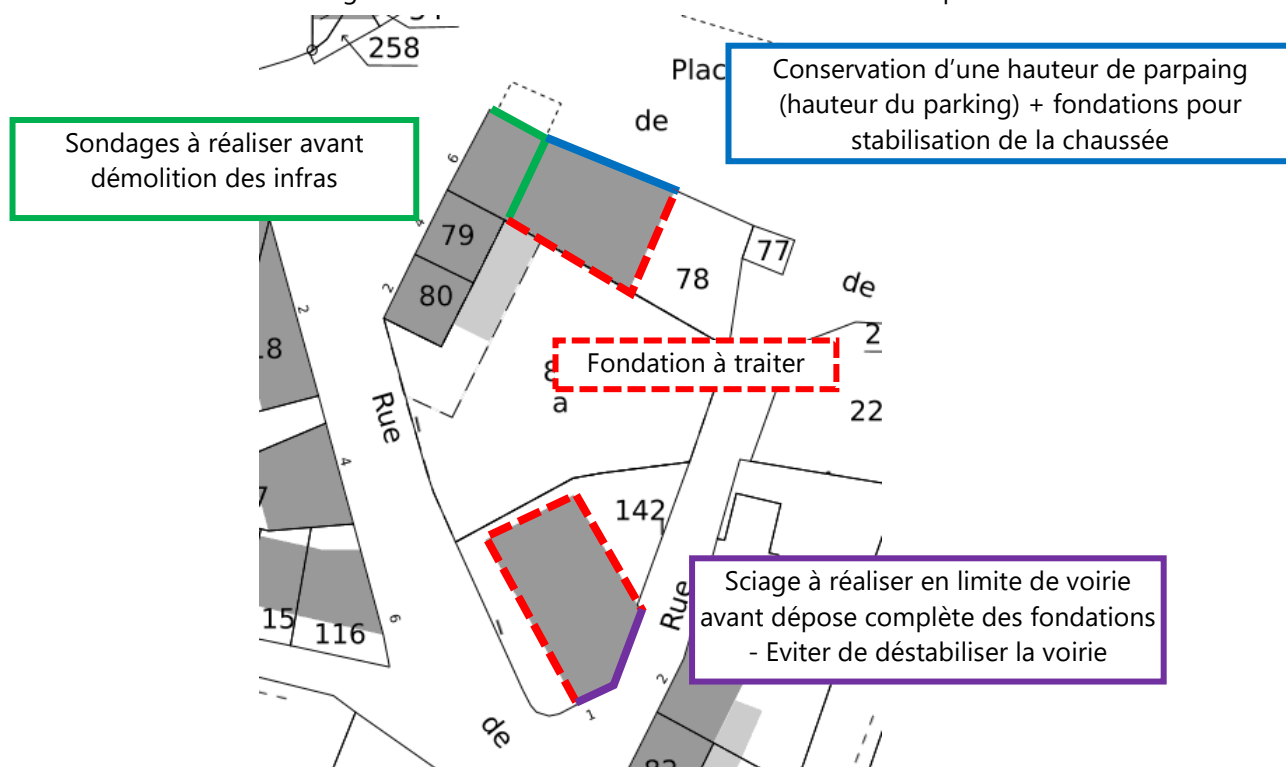 258
Plac
de
Conservation d'une hauteur de parpaing
(hauteur du parking) + fondations pour
stabilisation de la chaussée
Sondages à réaliser avant
démolition des infras
6
4
79
2
80
78
77
de
2
2
.8
Fondation à traiter
a
22
Rue
4
142
Sciage à réaliser en limite de voirie
avant dépose complète des fondations
- Eviter de déstabiliser la voirie
Rue
15
116
6
2
1
de